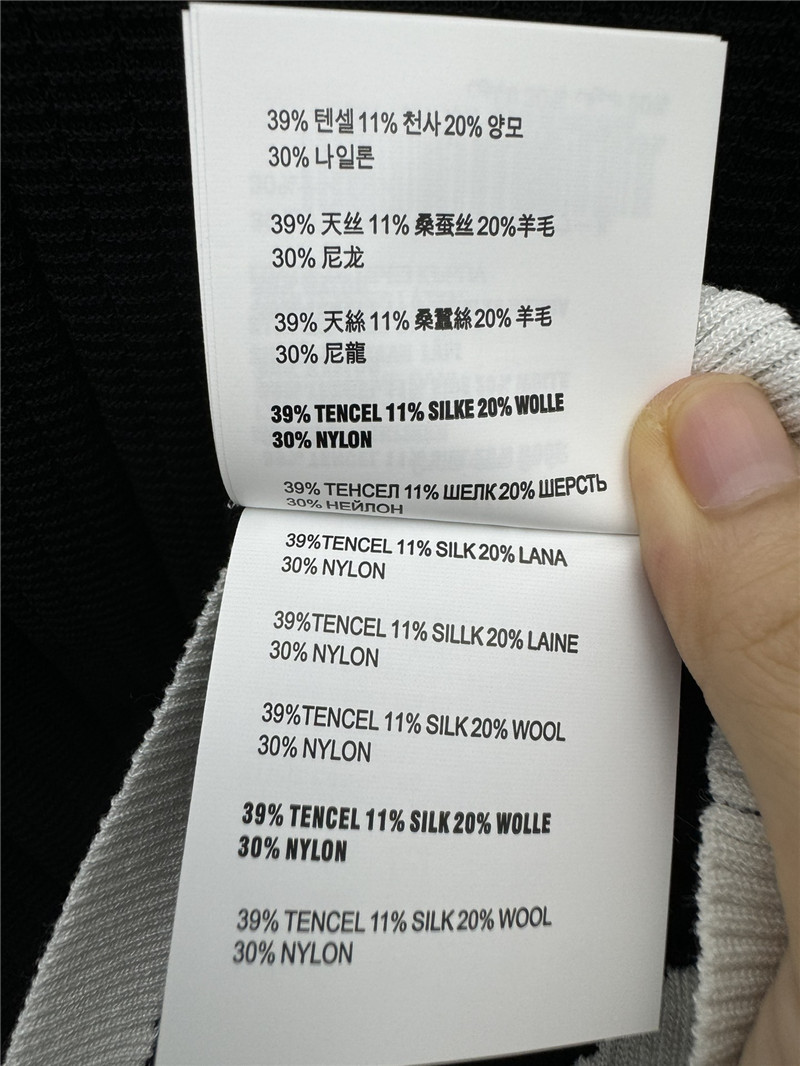 39% 텐셀 11% 천사 20% 양모
30% 나일론
39% 天丝 11% 桑蚕丝 20% 羊毛
30% 尼龙
39% 天絲 11% 桑蠶絲 20% 羊毛
30% 尼龍
39% TENCEL 11% SILKE 20% WOLLE
30% NYLON
39% ТЕНСЕЛ 11% ШЕЛК 20% ШЕРСТЬ
30% НЕЙЛОН
39%TENCEL 11% SILK 20% LANA
30% NYLON
39%TENCEL 11% SILLK 20% LAINE
30% NYLON
39%TENCEL 11% SILK 20% WOOL
30% NYLON
39% TENCEL 11% SILK 20% WOLLE
30% NYLON
39% TENCEL 11% SILK 20% WOOL
30% NYLON